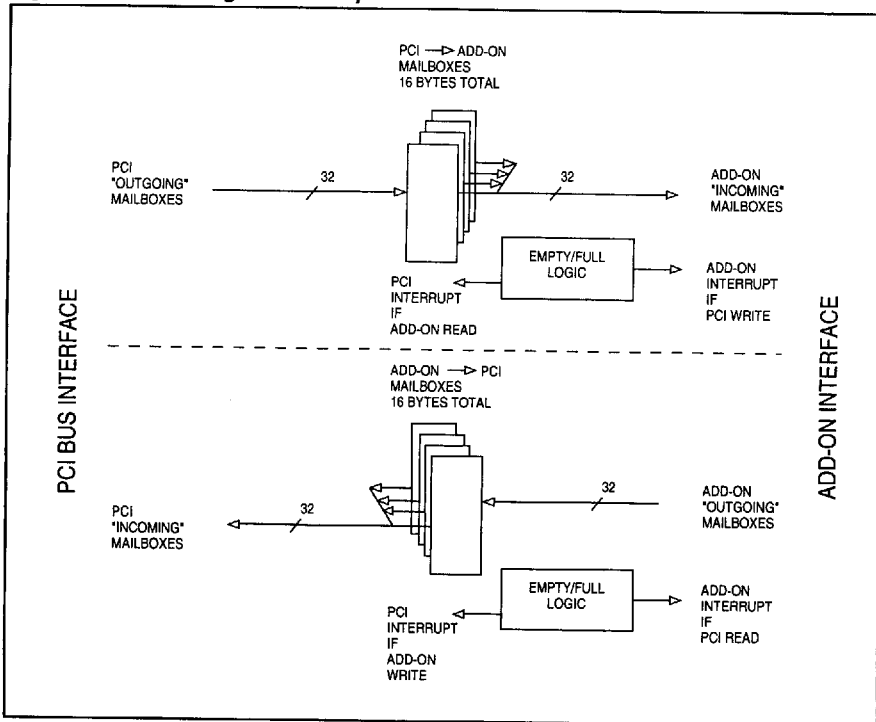 PCI —▷ ADD-ON
MAILBOXES
16 BYTES TOTAL
PCI
"OUTGOING"
MAILBOXES
32
32
ADD-ON
"INCOMING"
MAILBOXES
EMPTY/FULL
LOGIC
PCI
INTERRUPT
IF
ADD-ON READ
ADD-ON
INTERRUPT
IF
PCI WRITE
PCI BUS INTERFACE
ADD-ON INTERFACE
ADD-ON —▷ PCI
MAILBOXES
16 BYTES TOTAL
PCI
"INCOMING"
MAILBOXES
32
32
ADD-ON
"OUTGOING"
MAILBOXES
EMPTY/FULL
LOGIC
PCI
INTERRUPT
IF
ADD-ON
WRITE
ADD-ON
INTERRUPT
IF
PCI READ